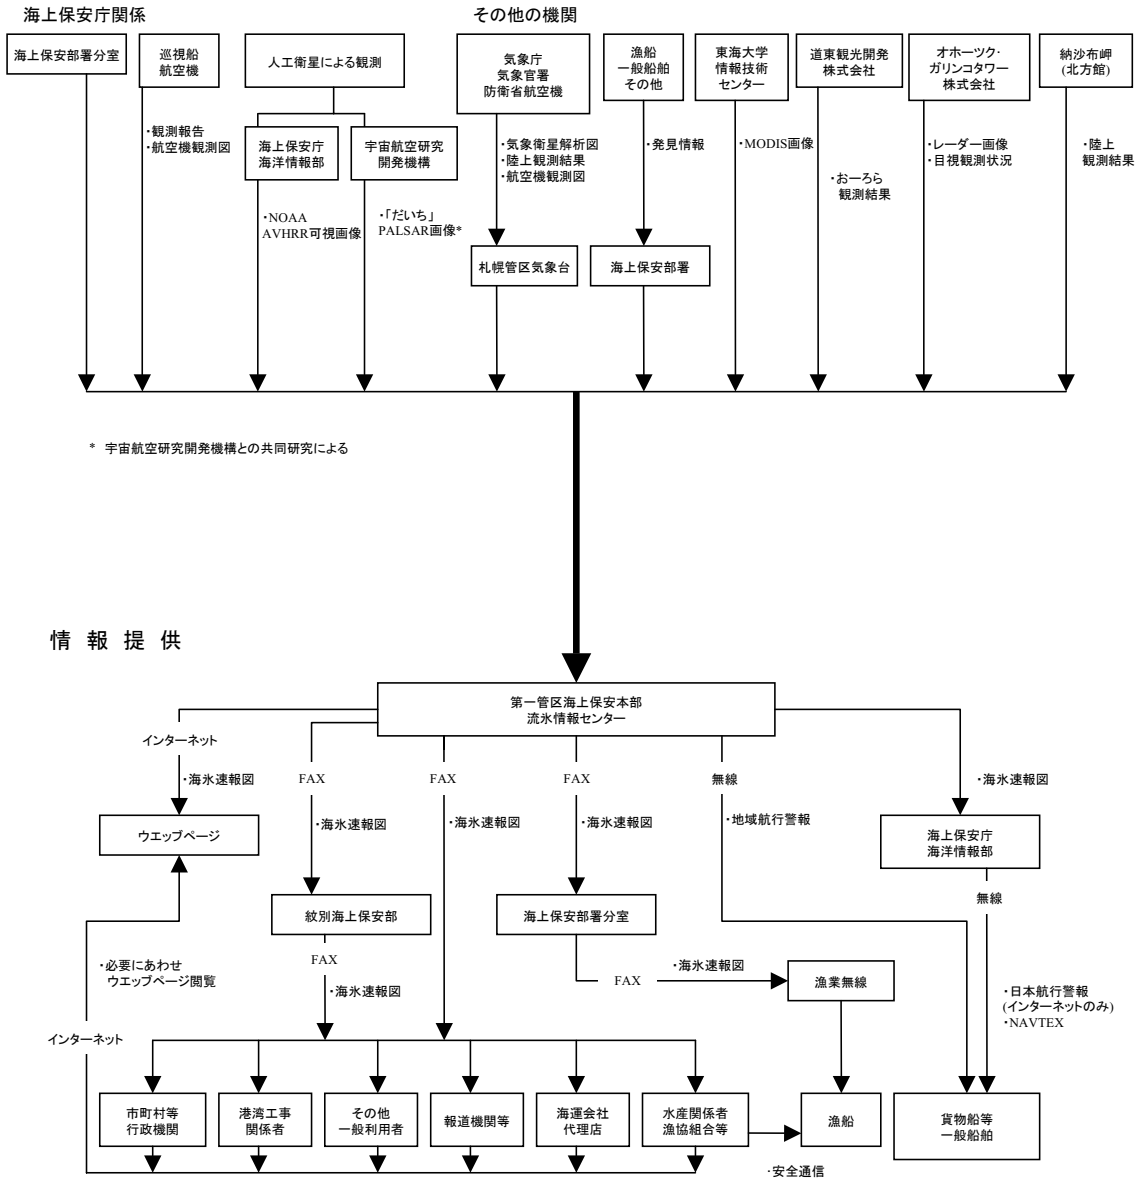 海上保安庁関係
その他の機関
海上保安部署分室
巡視船
航空機
人工衛星による観測
気象庁
気象官署
防衛省航空機
漁船
一般船舶
その他
東海大学
情報技術
センター
道東観光開発
株式会社
オホーツク・
ガリンコタワー
株式会社
納沙布岬
(北方館)
・観測報告
・航空機観測図
海上保安庁
海洋情報部
宇宙航空研究
開発機構
・気象衛星解析図
・陸上観測結果
・航空機観測図
・発見情報
・MODIS画像
・おーろら
観測結果
・レーダー画像
・目視観測状況
・陸上
観測結果
・NOAA
AVHRR可視画像
・「だいち」
PALSAR画像*
札幌管区気象台
海上保安部署
* 宇宙航空研究開発機構との共同研究による
情報提供
第一管区海上保安本部
流氷情報センター
インターネット
・海氷速報図
FAX
FAX
FAX
無線
・海氷速報図
・海氷速報図
・海氷速報図
・海氷速報図
・地域航行警報
ウエッブページ
海上保安庁
海洋情報部
紋別海上保安部
海上保安部署分室
無線
・必要にあわせ
ウエッブページ閲覧
FAX
・海氷速報図
FAX
・海氷速報図
漁業無線
・日本航行警報
(インターネットのみ)
・NAVTEX
インターネット
市町村等
行政機関
港湾工事
関係者
その他
一般利用者
報道機関等
海運会社
代理店
水産関係者
漁協組合等
漁船
貨物船等
一般船舶
・安全通信